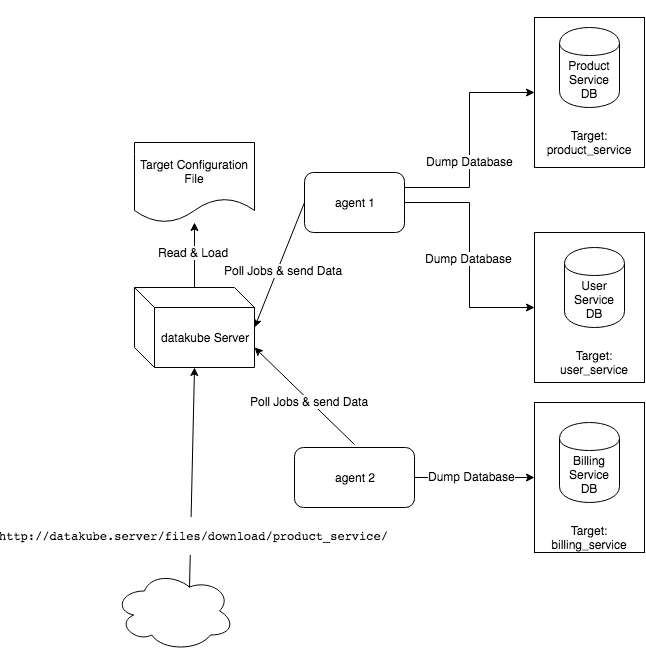 Product
Service
DB
Target:
product_service
Target Configuration
File
Dump Database
agent 1
Read & Load
Poll Jobs & send Data
Dump Database
User
Service
DB
Target:
user_service
datakube Server
Poll Jobs & send Data
agent 2
Dump Database
Billing
Service
DB
Target:
billing_service
http://datakube.server/files/download/product_service/